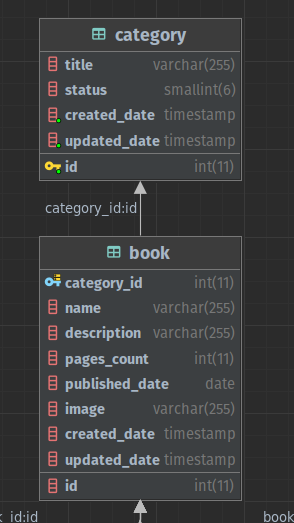 category
title varchar(255)
status smallint(6)
created_date timestamp
updated_date timestamp
id int(11)
category_id:id
book
category_id int(11)
name varchar(255)
description varchar(255)
pages_count int(11)
published_date date
image varchar(255)
created_date timestamp
updated_date timestamp
id int(11)
k_id:id book